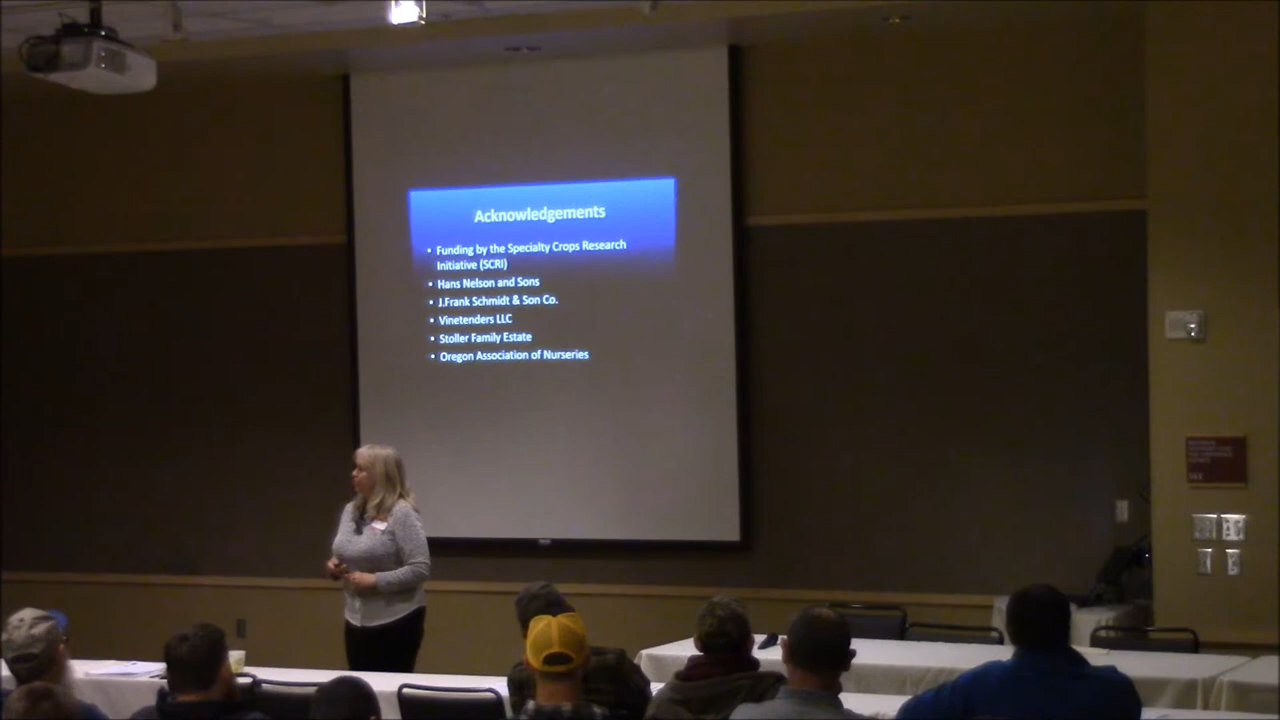 Acknowledgements
• Funding by the Specialty Crops Research
Initiative (SCRI)
• Hans Nelson and Sons
• J.Frank Schmidt & Son Co.
• Vinetenders LLC
• Stoller Family Estate
• Oregon Association of Nurseries